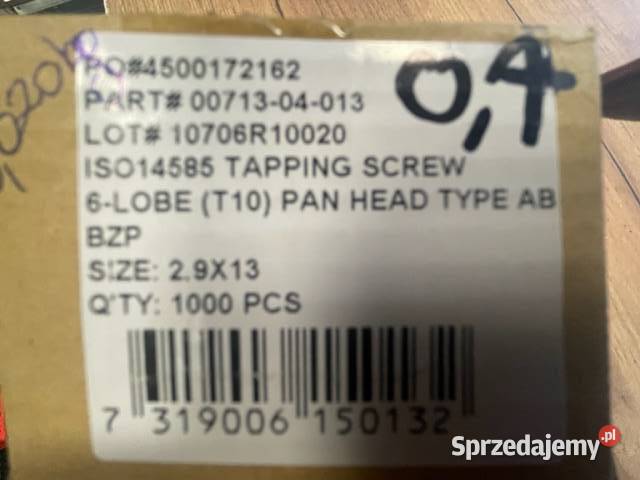 PO#4500172162
0,4
PART# 00713-04-013
LOT# 10706R10020
ISO14585 TAPPING SCREW
6-LOBE (T10) PAN HEAD TYPE AB
BZP
SIZE: 2.9X13
Q'TY: 1000 PCS
7 319006 150132
Sprzedajemy.pl